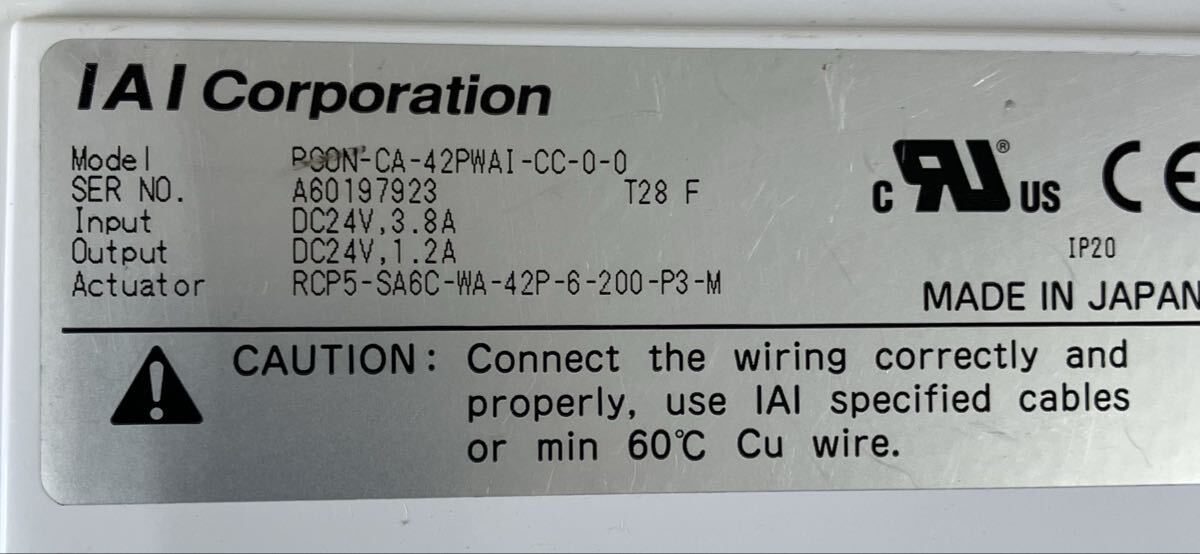 IAI Corporation
Model PCON-CA-42PWAI-CC-0-0
SER NO. A60197923 T28 F
Input DC24V,3.8A
Output DC24V,1.2A
Actuator RCP5-SA6C-WA-42P-6-200-P3-M
C RU® US CE
IP20
MADE IN JAPAN
CAUTION: Connect the wiring correctly and
properly, use IAI specified cables
or min 60℃ Cu wire.